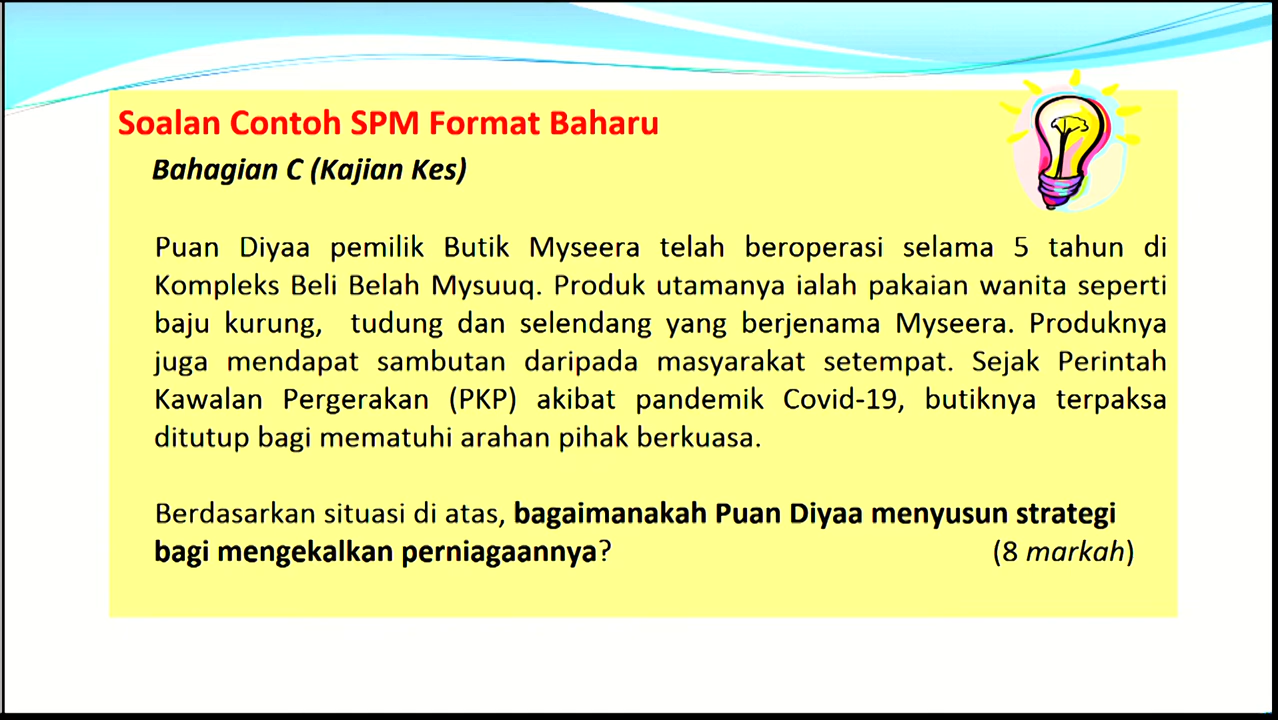 Soalan Contoh SPM Format Baharu
Bahagian C (Kajian Kes)
Puan Diyaa pemilik Butik Myseera telah beroperasi selama 5 tahun di
Kompleks Beli Belah Mysuuq. Produk utamanya ialah pakaian wanita seperti
baju kurung, tudung dan selendang yang berjenama Myseera. Produknya
juga mendapat sambutan daripada masyarakat setempat. Sejak Perintah
Kawalan Pergerakan (PKP) akibat pandemik Covid-19, butiknya terpaksa
ditutup bagi mematuhi arahan pihak berkuasa.
Berdasarkan situasi di atas, bagaimanakah Puan Diyaa menyusun strategi
bagi mengekalkan perniagaannya? (8 markah)